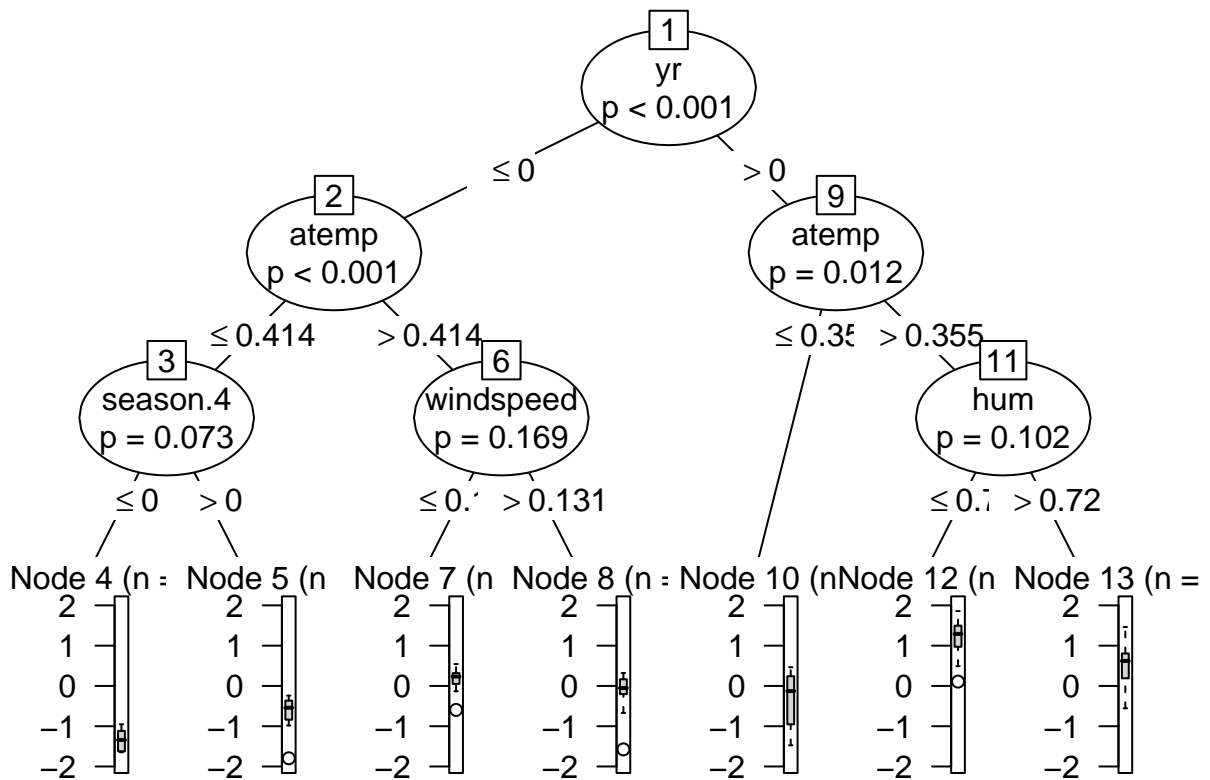 1
yr
p < 0.001
≤ 0
> 0
2
atemp
p < 0.001
9
atemp
p = 0.012
≤ 0.414
> 0.414
≤ 0.35
> 0.355
3
season.4
p = 0.073
6
windspeed
p = 0.169
11
hum
p = 0.102
≤ 0
> 0
≤ 0.1
> 0.131
≤ 0.7
> 0.72
Node 4 (n =
Node 5 (n
Node 7 (n
Node 8 (n =
Node 10 (n
Node 12 (n
Node 13 (n =
2
1
0
−1
−2
2
1
0
−1
−2
2
1
0
−1
−2
2
1
0
−1
−2
2
1
0
−1
−2
2
1
0
−1
−2
2
1
0
−1
−2